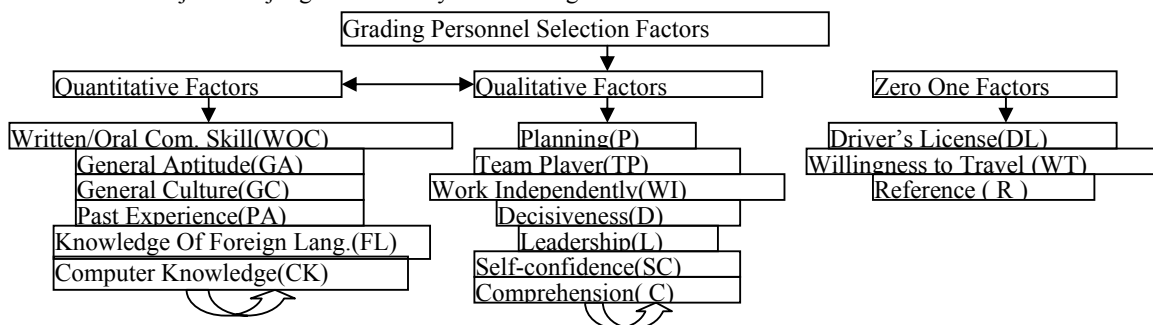 Grading Personnel Selection Factors
Quantitative Factors
Qualitative Factors
Zero One Factors
Written/Oral Com. Skill(WOC)
General Aptitude(GA)
General Culture(GC)
Past Experience(PA)
Knowledge Of Foreign Lang.(FL)
Computer Knowledge(CK)
Planning(P)
Team Player(TP)
Work Independently(WI)
Decisiveness(D)
Leadership(L)
Self-confidence(SC)
Comprehension( C)
Driver's License(DL)
Willingness to Travel (WT)
Reference ( R )